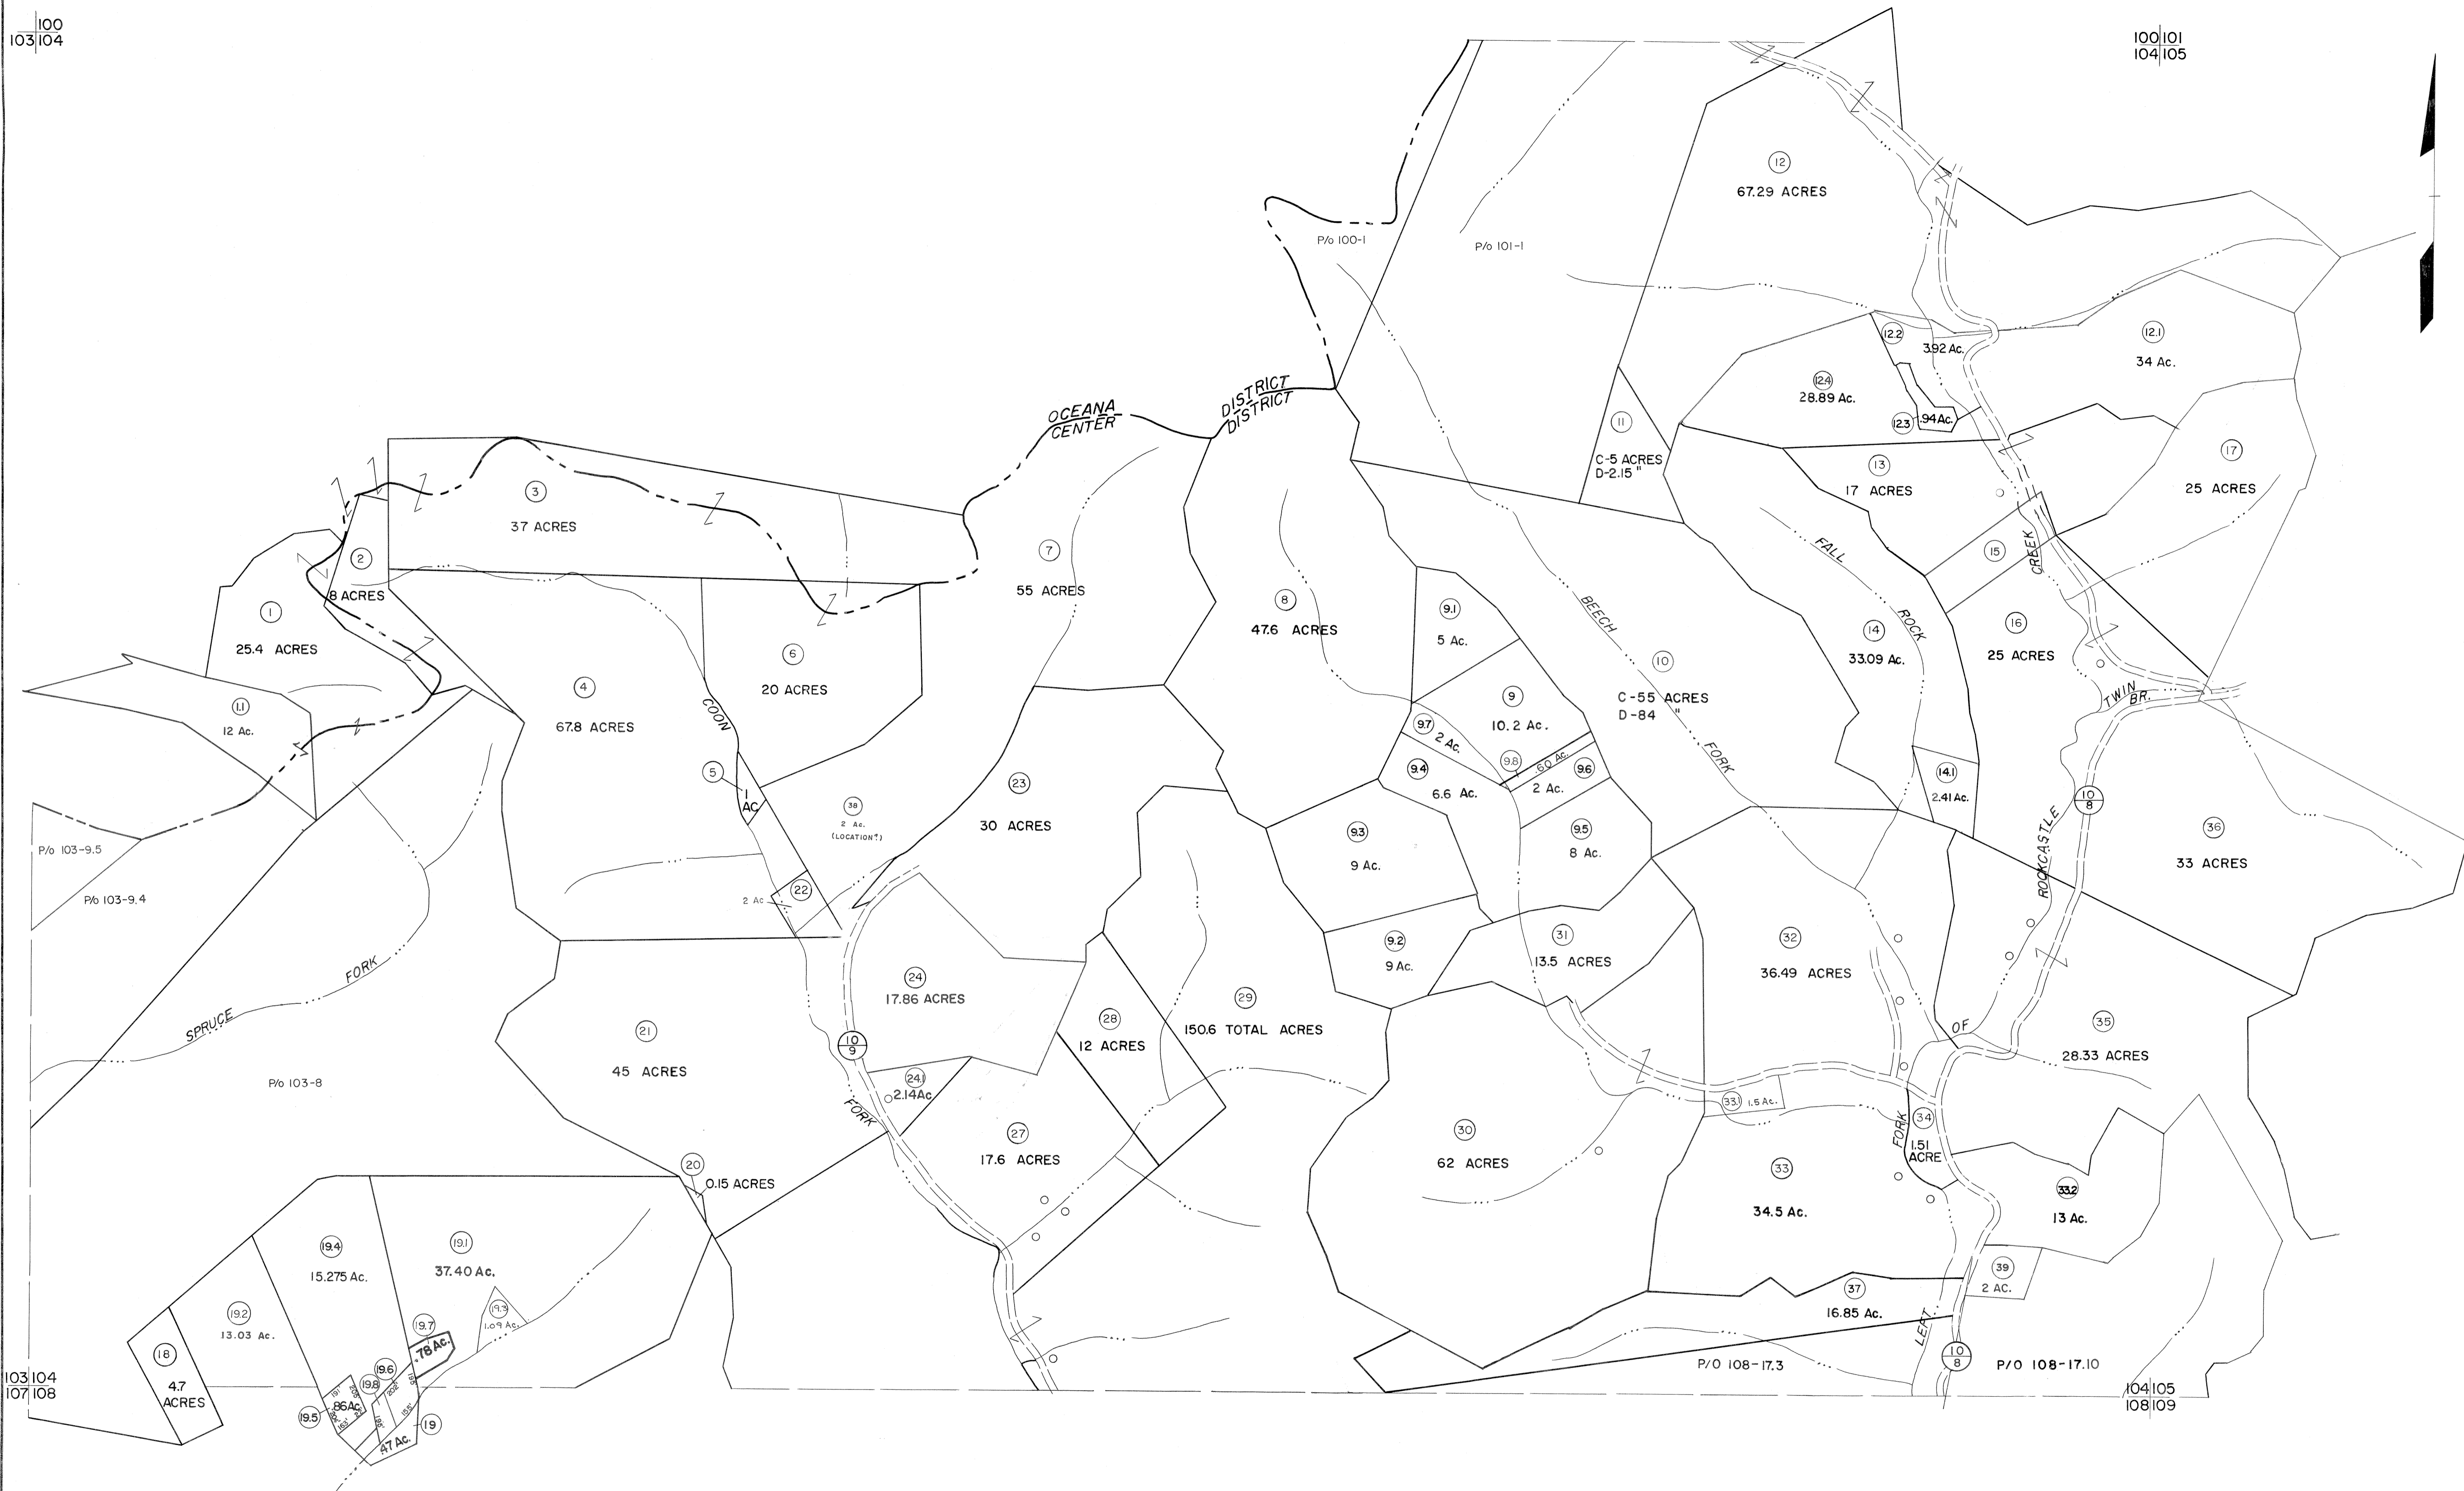 100
103 104
100 101
104 105
12
67.29 ACRES
P/o 100-1
P/o 101-1
12.2
3.92 Ac.
12.1
34 Ac.
12.4
28.89 Ac.
12.3
.94 Ac.
OCEANA
CENTER
DISTRICT
DISTRICT
11
C-5 ACRES
D-2.15 "
13
17 ACRES
17
25 ACRES
3
37 ACRES
2
8 ACRES
1
25.4 ACRES
1.1
12 Ac.
4
67.8 ACRES
6
20 ACRES
7
55 ACRES
8
47.6 ACRES
9.1
5 Ac.
9
10.2 Ac.
9.7
2 Ac.
9.8
.60 Ac.
9.6
2 Ac.
9.4
6.6 Ac.
9.5
8 Ac.
9.3
9 Ac.
9.2
9 Ac.
BEECH
FORK
10
C-55 ACRES
D-84 "
FALL
ROCK
14
33.09 Ac.
14.1
2.41 Ac.
15
CREEK
16
25 ACRES
TWIN
BR.
10
8
ROCKCASTLE
36
33 ACRES
COON
5
1
AC
38
2 Ac.
(LOCATION?)
23
30 ACRES
22
2 Ac
P/o 103-9.5
P/o 103-9.4
SPRUCE
FORK
P/o 103-8
21
45 ACRES
24
17.86 ACRES
10
9
24.1
2.14 Ac.
FORK
28
12 ACRES
29
150.6 TOTAL ACRES
27
17.6 ACRES
20
0.15 ACRES
31
13.5 ACRES
32
36.49 ACRES
OF
35
28.33 ACRES
30
62 ACRES
33.1
1.5 Ac.
FORK
34
1.51
ACRE
33
34.5 Ac.
33.2
13 Ac.
39
2 AC.
37
16.85 Ac.
LEFT
10
8
P/O 108-17.3
P/O 108-17.10
19.4
15.275 Ac.
19.1
37.40 Ac.
19.2
13.03 Ac.
19.3
1.09 Ac.
19.7
.78 Ac.
18
4.7
ACRES
19.6
19.8
202'
195'
191'
205'
.86 Ac.
19.5
163'
195'
155'
19
.47 Ac.
103 104
107 108
104 105
108 109